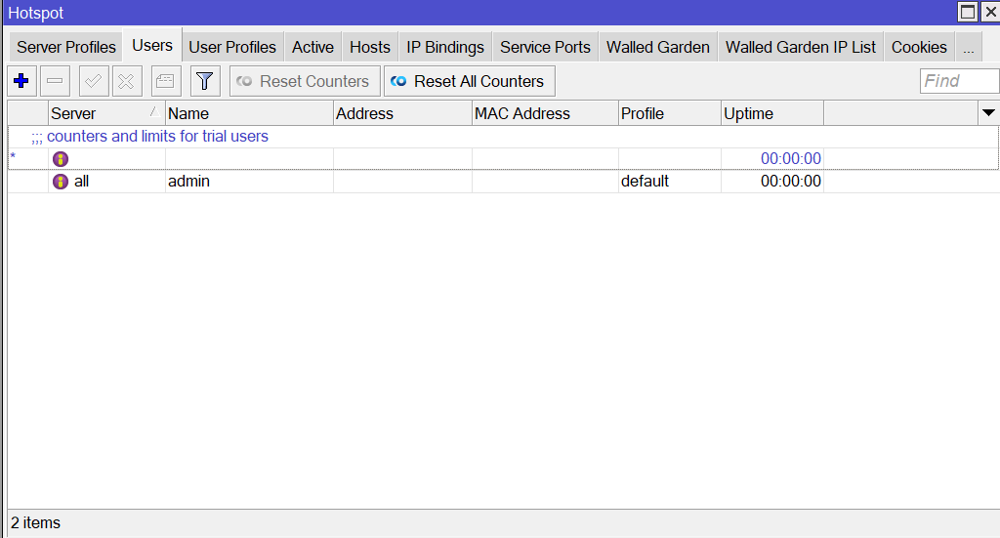 Hotspot
Server Profiles Users User Profiles Active Hosts IP Bindings Service Ports Walled Garden Walled Garden IP List Cookies ...
Reset Counters Reset All Counters Find
Server Name Address MAC Address Profile Uptime
;;; counters and limits for trial users
* 00:00:00
all admin default 00:00:00
2 items